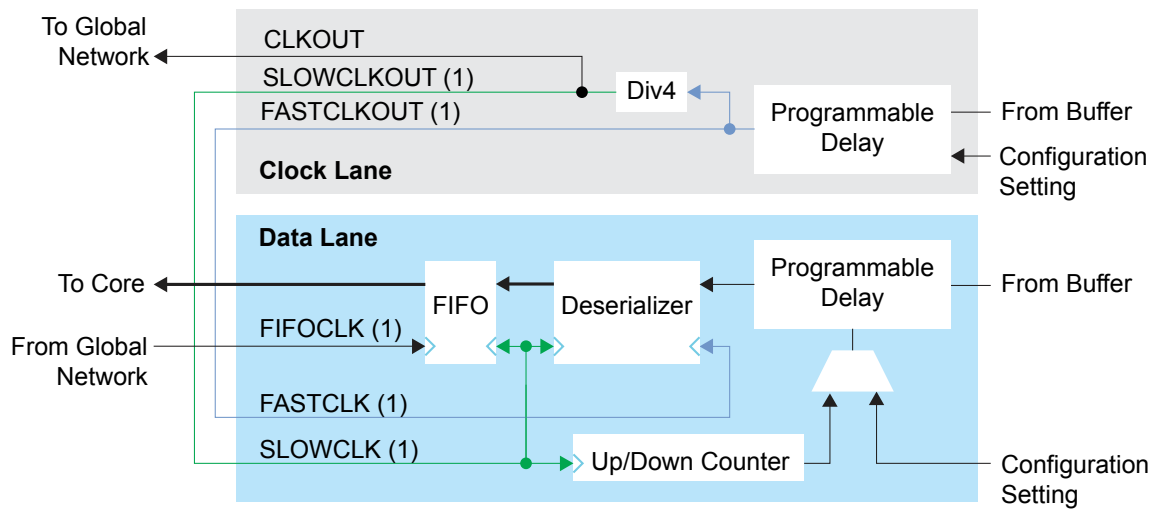 To Global
Network
CLKOUT
SLOWCLKOUT (1)
FASTCLKOUT (1)
Div4
Programmable
Delay
From Buffer
Configuration
Setting
Clock Lane
Data Lane
To Core
FIFO
Deserializer
Programmable
Delay
From Buffer
FIFOCLK (1)
From Global
Network
FASTCLK (1)
SLOWCLK (1)
Up/Down Counter
Configuration
Setting